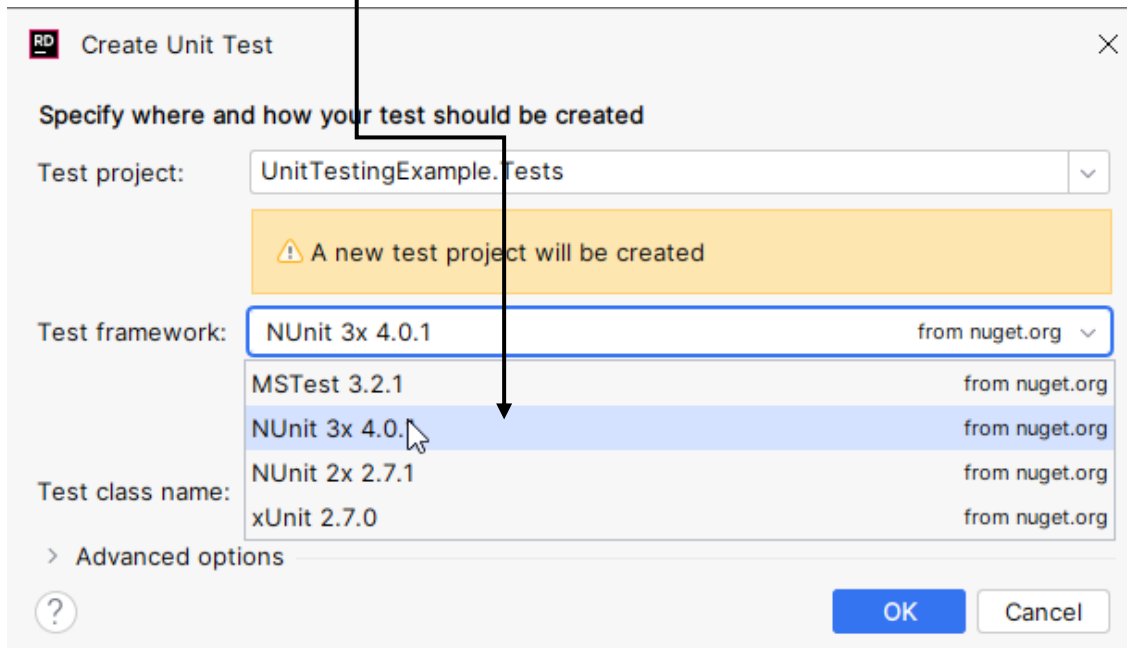 RD
Create Unit Test
Specify where and how your test should be created
Test project: UnitTestingExample.Tests
A new test project will be created
Test framework: NUnit 3x 4.0.1 from nuget.org
MSTest 3.2.1 from nuget.org
NUnit 3x 4.0. from nuget.org
NUnit 2x 2.7.1 from nuget.org
Test class name:
xUnit 2.7.0 from nuget.org
Advanced options
?
OK Cancel